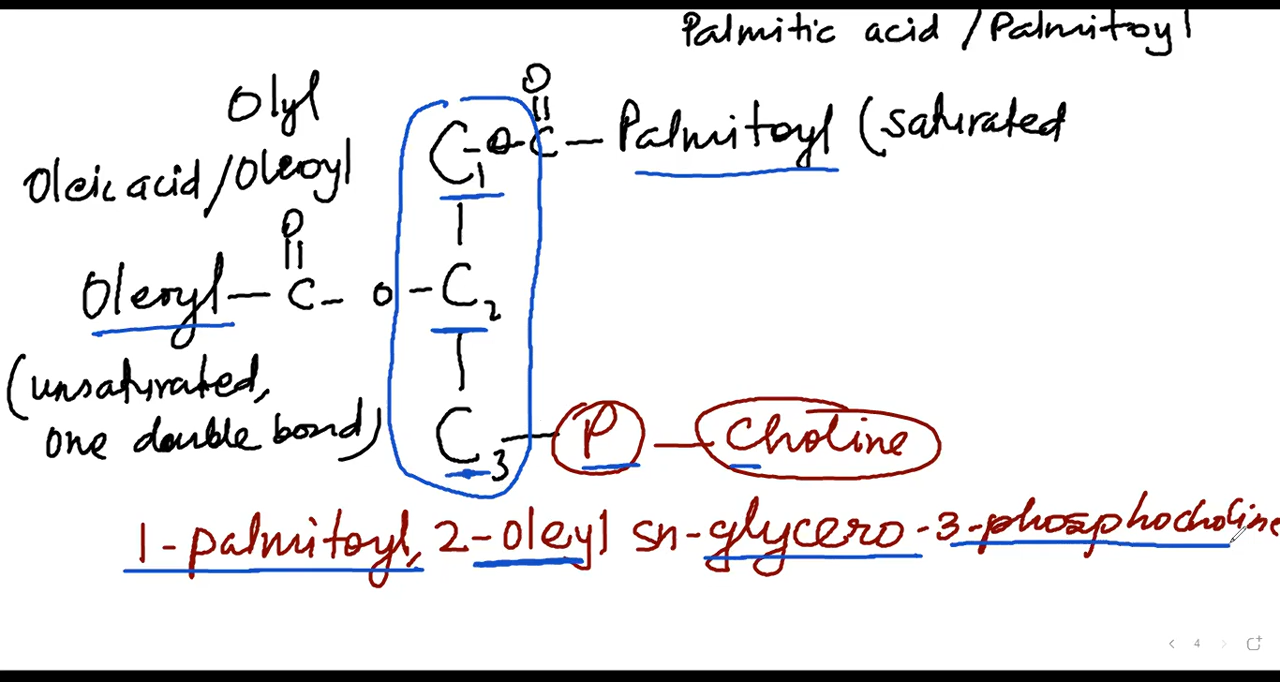 Palmitic acid / Palmitoyl
Olyl
Oleic acid / Oleoyl
O
C1 - O - C - Palmitoyl (saturated
O
Oleoyl - C - O - C2
(unsaturated,
one double bond)
C3 - P - Choline
1 - palmitoyl, 2 - oleyl sn - glycero - 3 - phosphocholine
4